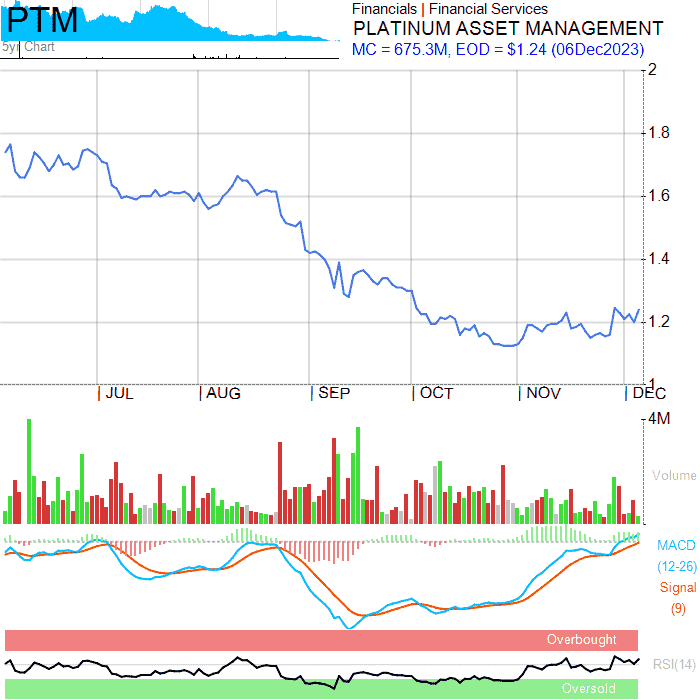 PTM
5yr Chart
Financials | Financial Services
PLATINUM ASSET MANAGEMENT
MC = 675.3M, EOD = $1.24 (06Dec2023)
2
1.8
1.6
1.4
1.2
1
| JUL | AUG | SEP | OCT | NOV | DEC
4M
Volume
MACD
(12-26)
Signal
(9)
Overbought
RSI(14)
Oversold